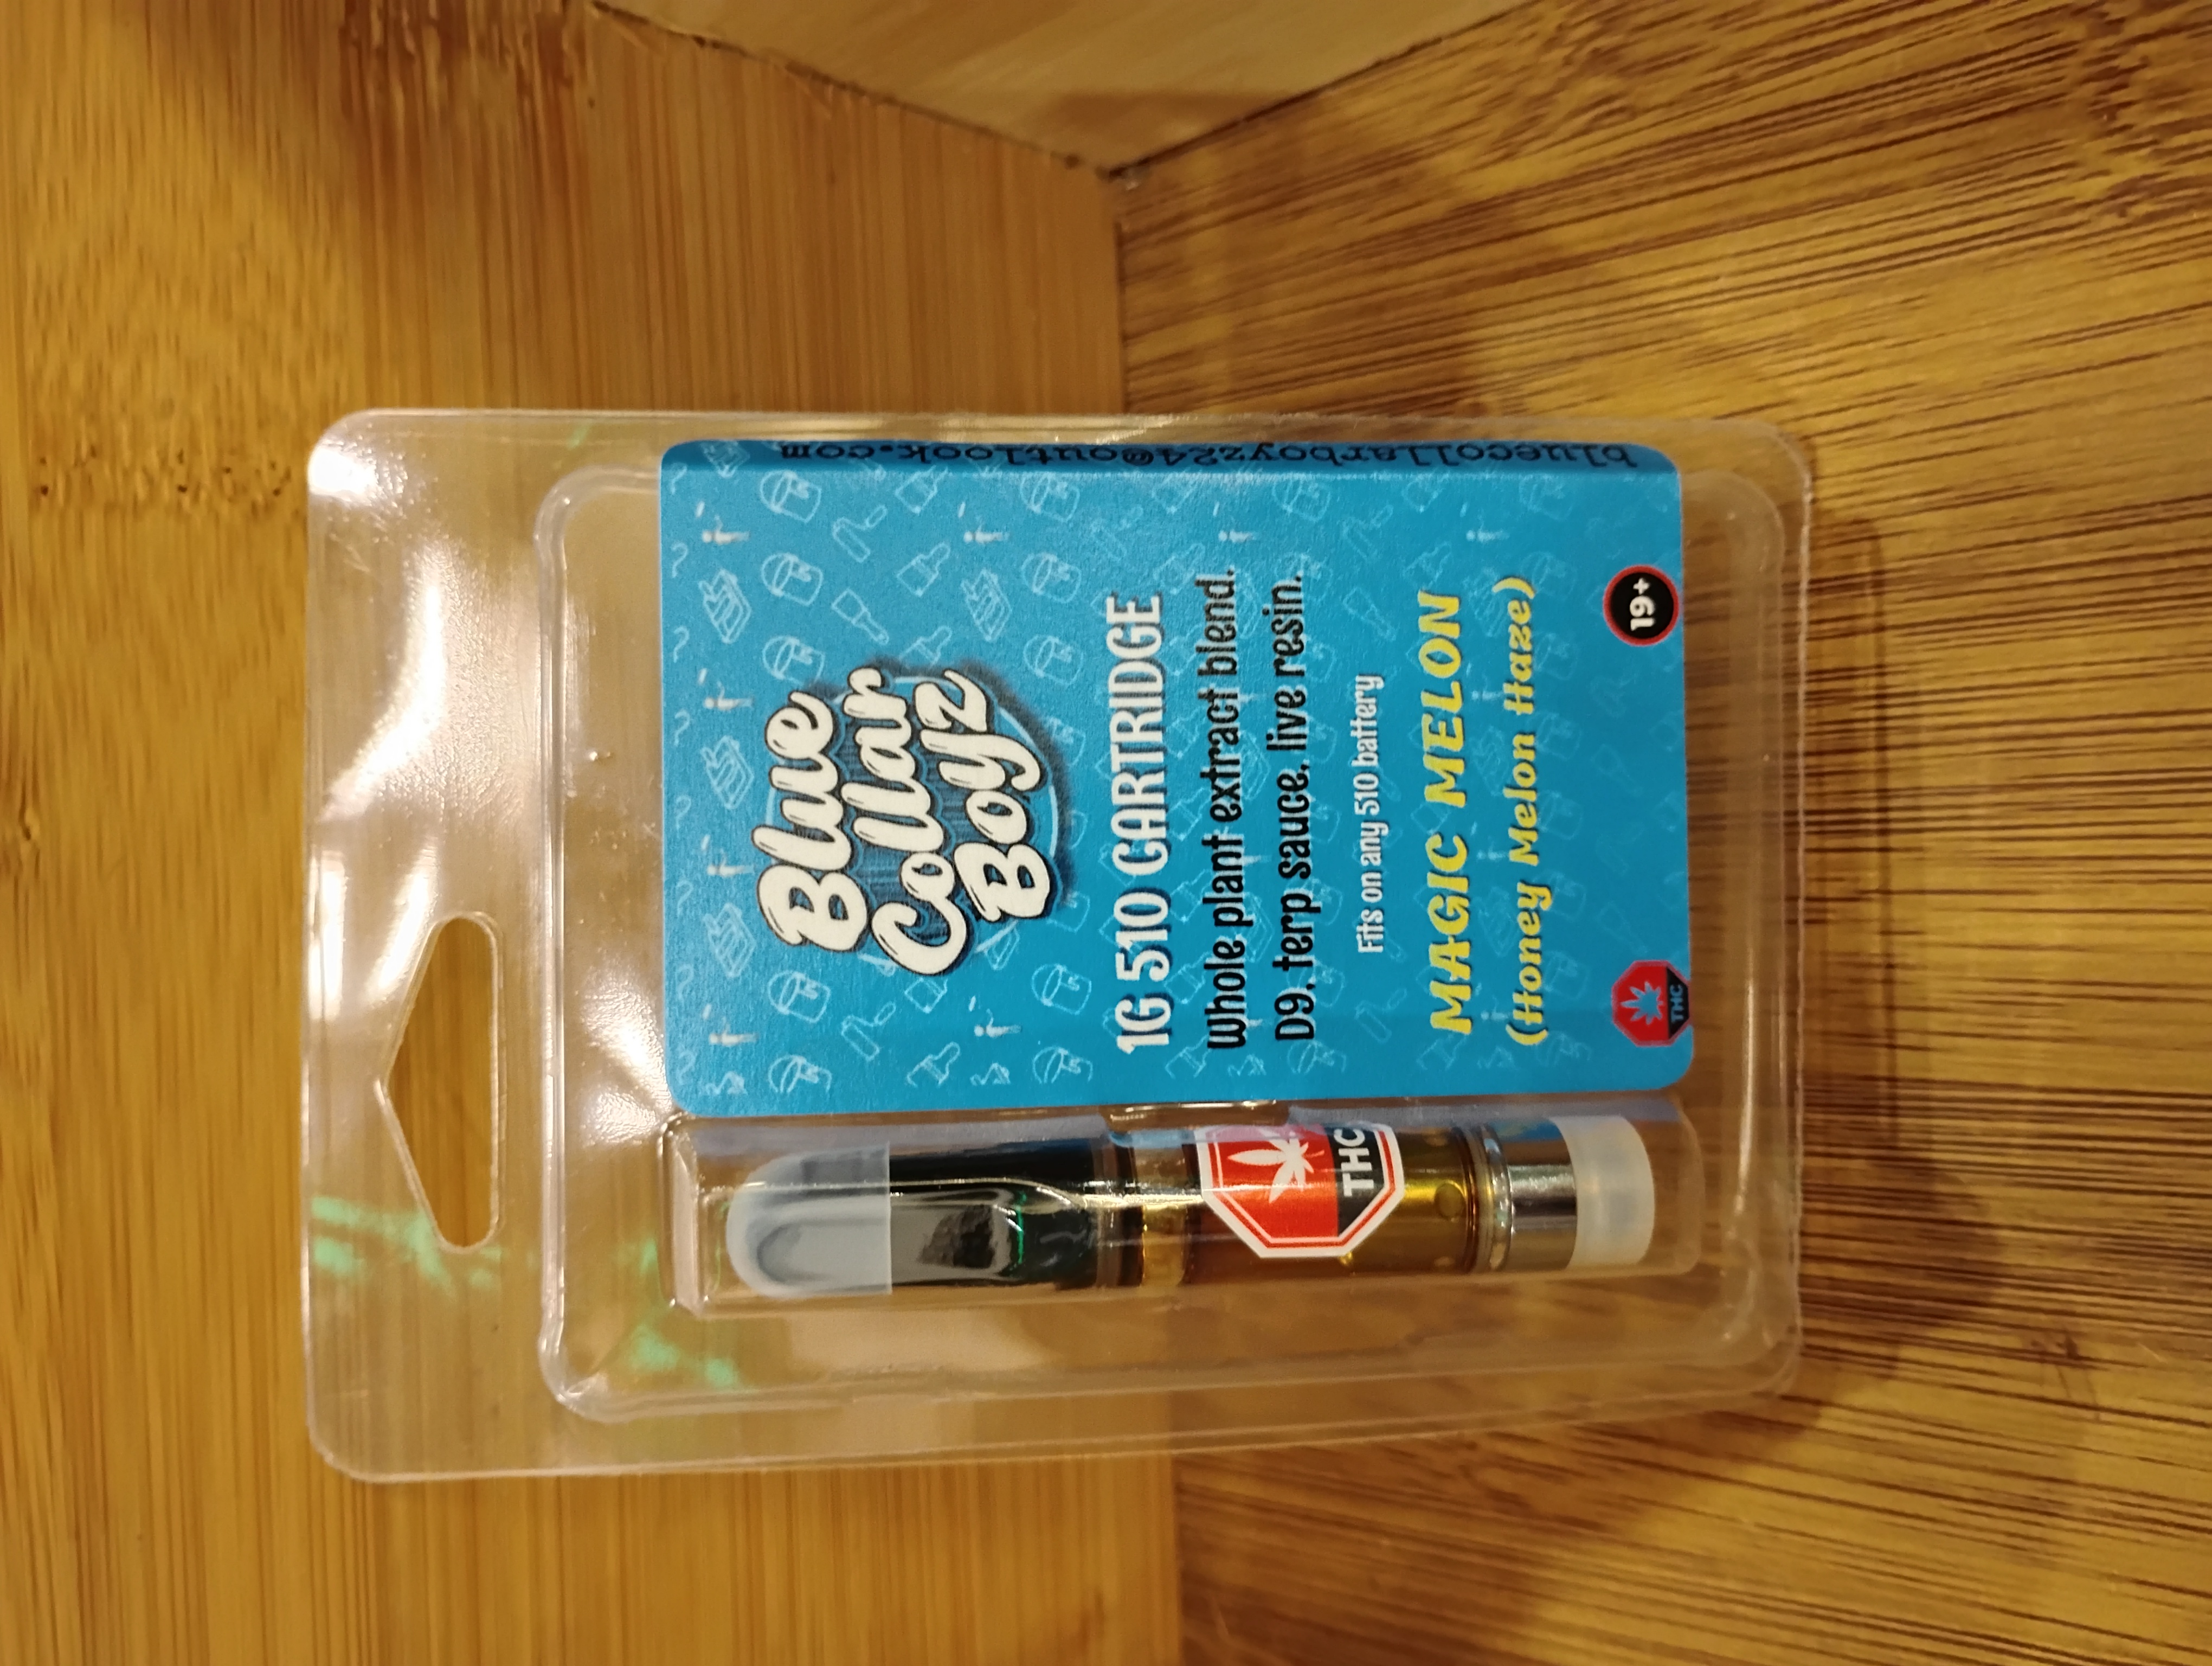 Blue
Collar
Boyz
1G 510 CARTRIDGE
Whole plant extract blend.
D9, terp sauce, live resin.
Fits on any 510 battery
MAGIC MELON
(Honey Melon Haze)
THC
19+
bluecollarboyz24@outlook.com
THC